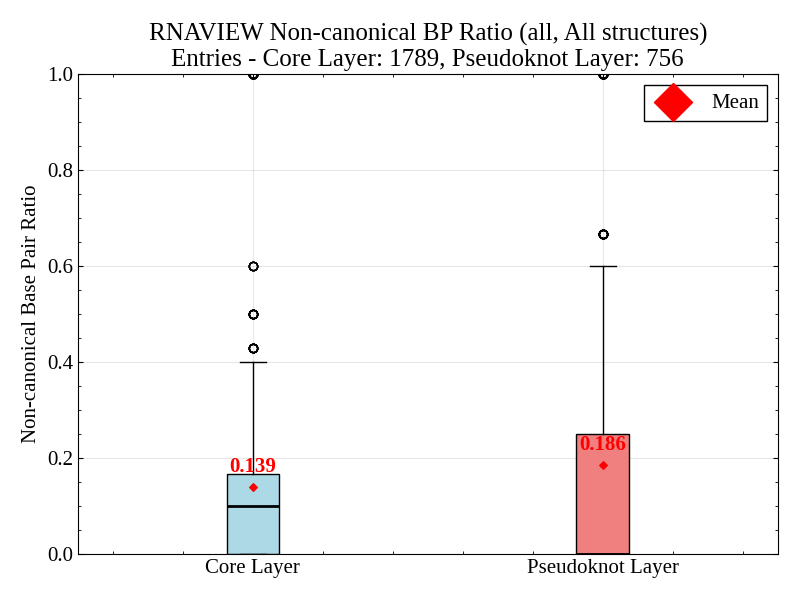 RNAVIEW Non-canonical BP Ratio (all, All structures)
Entries - Core Layer: 1789, Pseudoknot Layer: 756
Mean
Non-canonical Base Pair Ratio
1.0
0.8
0.6
0.4
0.2
0.0
0.139
0.186
Core Layer
Pseudoknot Layer